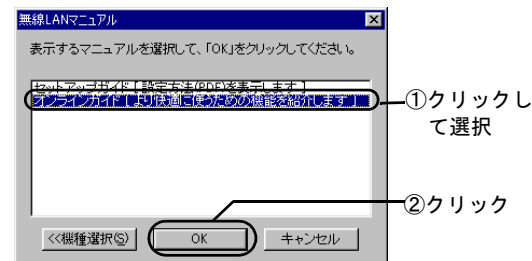 無線LANマニュアル
表示するマニュアルを選択して、「OK」をクリックしてください。
セットアップガイド [ 設定方法(PDF)を表示します ]
オンラインガイド [ より快適に使うための機能を紹介します ]
①クリックし
て選択
②クリック
<<機種選択(S)
OK
キャンセル